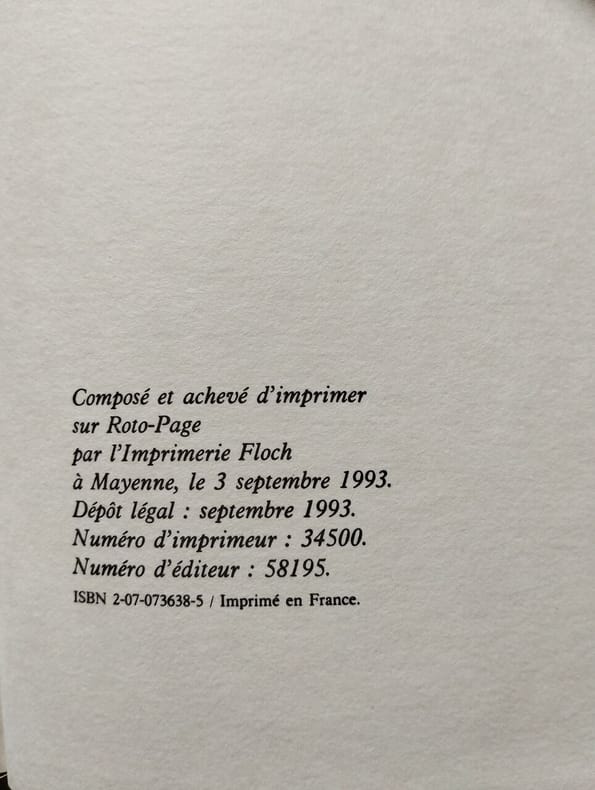 Composé et achevé d'imprimer
sur Roto-Page
par l'Imprimerie Floch
à Mayenne, le 3 septembre 1993.
Dépôt légal : septembre 1993.
Numéro d'imprimeur : 34500.
Numéro d'éditeur : 58195.
ISBN 2-07-073638-5 / Imprimé en France.